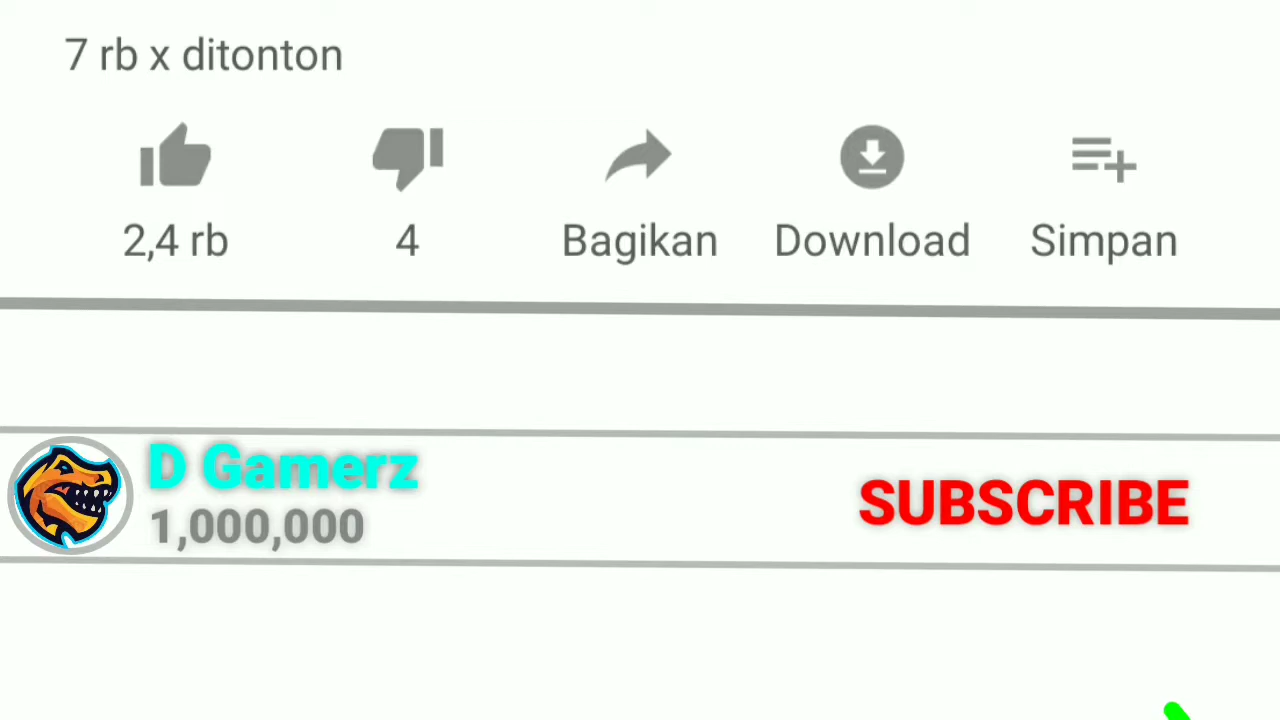 7 rb x ditonton
2,4 rb 4 Bagikan Download Simpan
D Gamerz
1,000,000
SUBSCRIBE